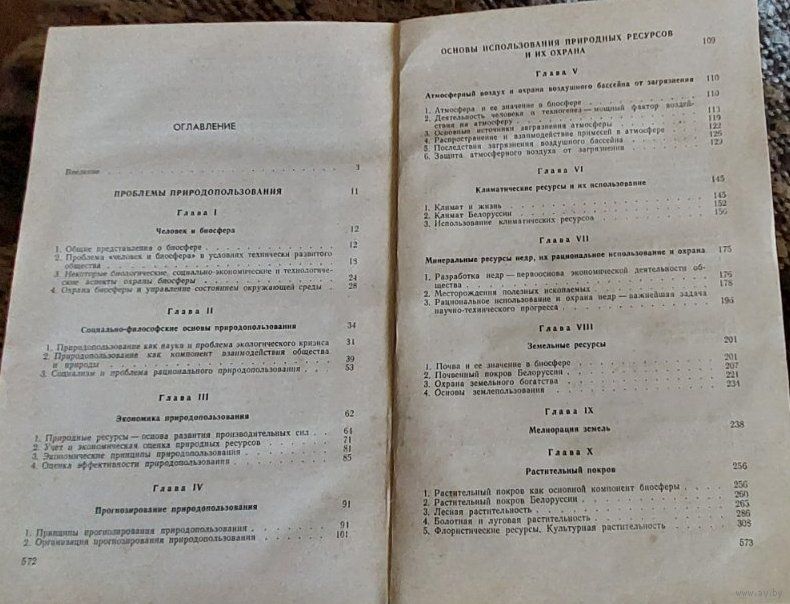 ОГЛАВЛЕНИЕ
Введение 3
ПРОБЛЕМЫ ПРИРОДОПОЛЬЗОВАНИЯ 11
Глава I
Человек и биосфера 12
1. Общие представления о биосфере 12
2. Проблема «человек и биосфера» в условиях технически развитого
общества 13
3. Некоторые биологические, социально-экономические и технологиче-
ские аспекты охраны биосферы 24
4. Охрана биосферы и управление состоянием окружающей среды 28
Глава II
Социально-философские основы природопользования 34
1. Природопользование как наука и проблема экологического кризиса 31
2. Природопользование как компонент взаимодействия общества
и природы 39
3. Социализм и проблема рационального природопользования 53
Глава III
Экономика природопользования 62
1. Природные ресурсы — основа развития производительных сил 64
2. Учет и экономическая оценка природных ресурсов 71
3. Экономические принципы природопользования 81
4. Оценка эффективности природопользования 85
Глава IV
Прогнозирование природопользования 91
1. Принципы прогнозирования природопользования 91
2. Организация прогнозирования природопользования 101
572
ОСНОВЫ ИСПОЛЬЗОВАНИЯ ПРИРОДНЫХ РЕСУРСОВ
И ИХ ОХРАНА 109
Глава V
Атмосферный воздух и охрана воздушного бассейна от загрязнения 110
1. Атмосфера и ее значение в биосфере 110
2. Деятельность человека и техногенез — мощный фактор воздей-
ствия на атмосферу 113
3. Основные источники загрязнения атмосферы 119
4. Распространение и взаимодействие примесей в атмосфере 122
5. Последствия загрязнения воздушного бассейна 126
6. Защита атмосферного воздуха от загрязнения 129
Глава VI
Климатические ресурсы и их использование 145
1. Климат и жизнь 145
2. Климат Белоруссии 152
3. Использование климатических ресурсов 156
Глава VII
Минеральные ресурсы недр, их рациональное использование и охрана 175
1. Разработка недр — первооснова экономической деятельности об-
щества 176
2. Месторождения полезных ископаемых 178
3. Рациональное использование и охрана недр — важнейшая задача
научно-технического прогресса 195
Глава VIII
Земельные ресурсы 201
1. Почва и ее значение в биосфере 201
2. Почвенный покров Белоруссии 207
3. Охрана земельного богатства 221
4. Основы землепользования 234
Глава IX
Мелиорация земель 238
Глава X
Растительный покров 256
1. Растительный покров как основной компонент биосферы 256
2. Растительный покров Белоруссии 260
3. Лесная растительность 263
4. Болотная и луговая растительность 286
5. Флористические ресурсы. Культурная растительность 308
573
www.ay.by